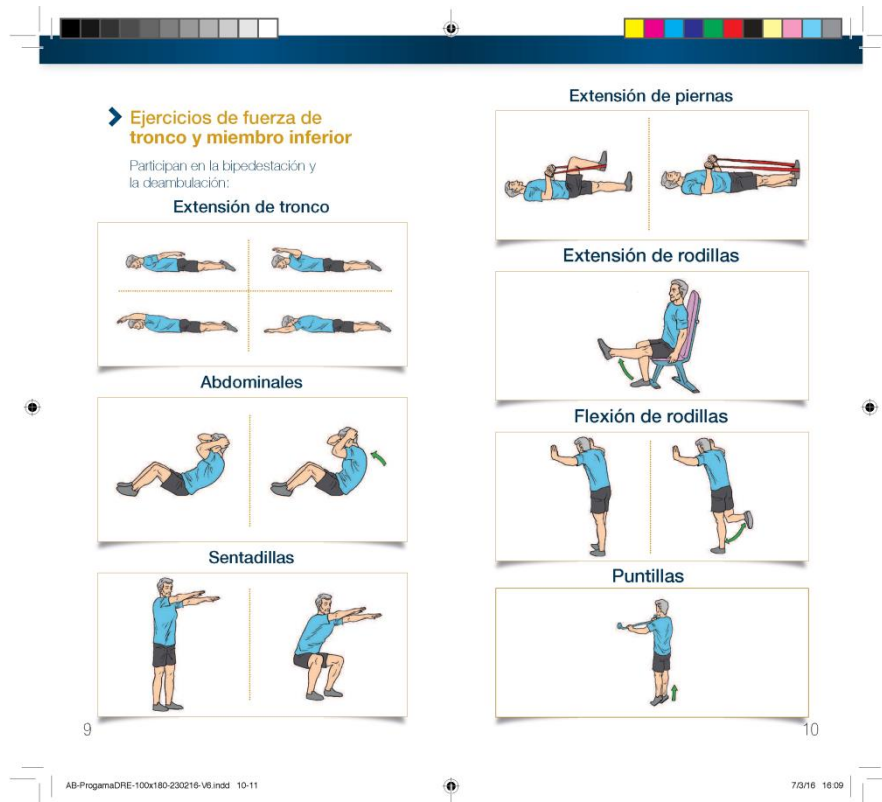 Ejercicios de fuerza de
tronco y miembro inferior
Participan en la bipedestación y
la deambulación:
Extensión de tronco
Abdominales
Sentadillas
9
Extensión de piernas
Extensión de rodillas
Flexión de rodillas
Puntillas
10
AB-ProgamaDRE-100x180-230216-V6.indd 10-11
7/3/16 16:09